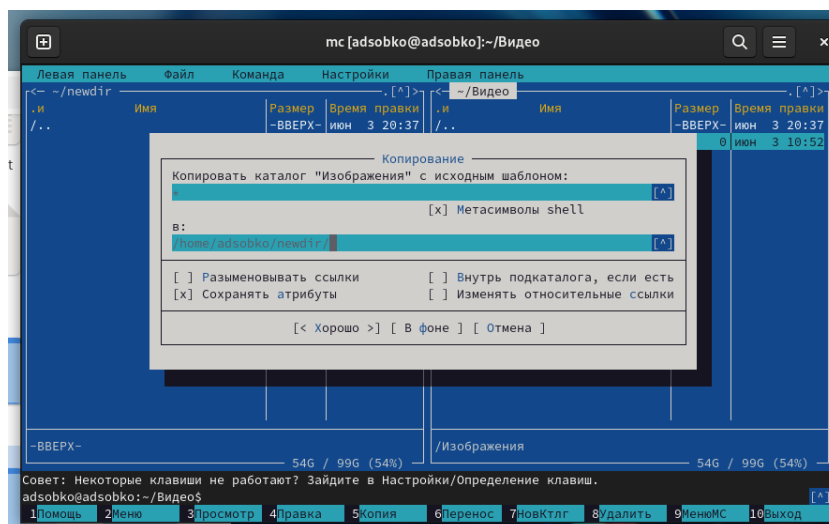 mc [adsobko@adsobko]:~/Видео
Левая панель Файл Команда Настройки Правая панель
<— ~/newdir .[^]> <— ~/Видео .[^]>
.и Имя Размер Время правки .и Имя Размер Время правки
/.. -ВВЕРХ- июн 3 20:37 /.. -ВВЕРХ- июн 3 20:37
0 июн 3 10:52
t
Копирование
Копировать каталог "Изображения" с исходным шаблоном:
* [^]
[x] Метасимволы shell
в:
/home/adsobko/newdir/ [^]
[ ] Разыменовывать ссылки [ ] Внутрь подкаталога, если есть
[x] Сохранять атрибуты [ ] Изменять относительные ссылки
[< Хорошо >] [ В фоне ] [ Отмена ]
-ВВЕРХ- /Изображения
54G / 99G (54%) 54G / 99G (54%)
Совет: Некоторые клавиши не работают? Зайдите в Настройки/Определение клавиш.
adsobko@adsobko:~/Видео$ [^]
1Помощь 2Меню 3Просмотр 4Правка 5Копия 6Перенос 7НовКтлг 8Удалить 9МенюМС 10Выход